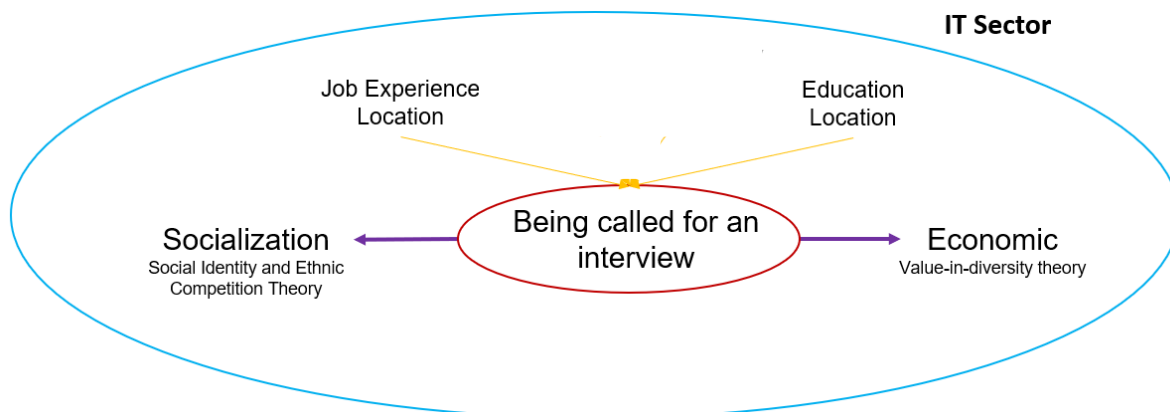 IT Sector
Job Experience
Location
Education
Location
Being called for an
interview
Socialization
Social Identity and Ethnic
Competition Theory
Economic
Value-in-diversity theory